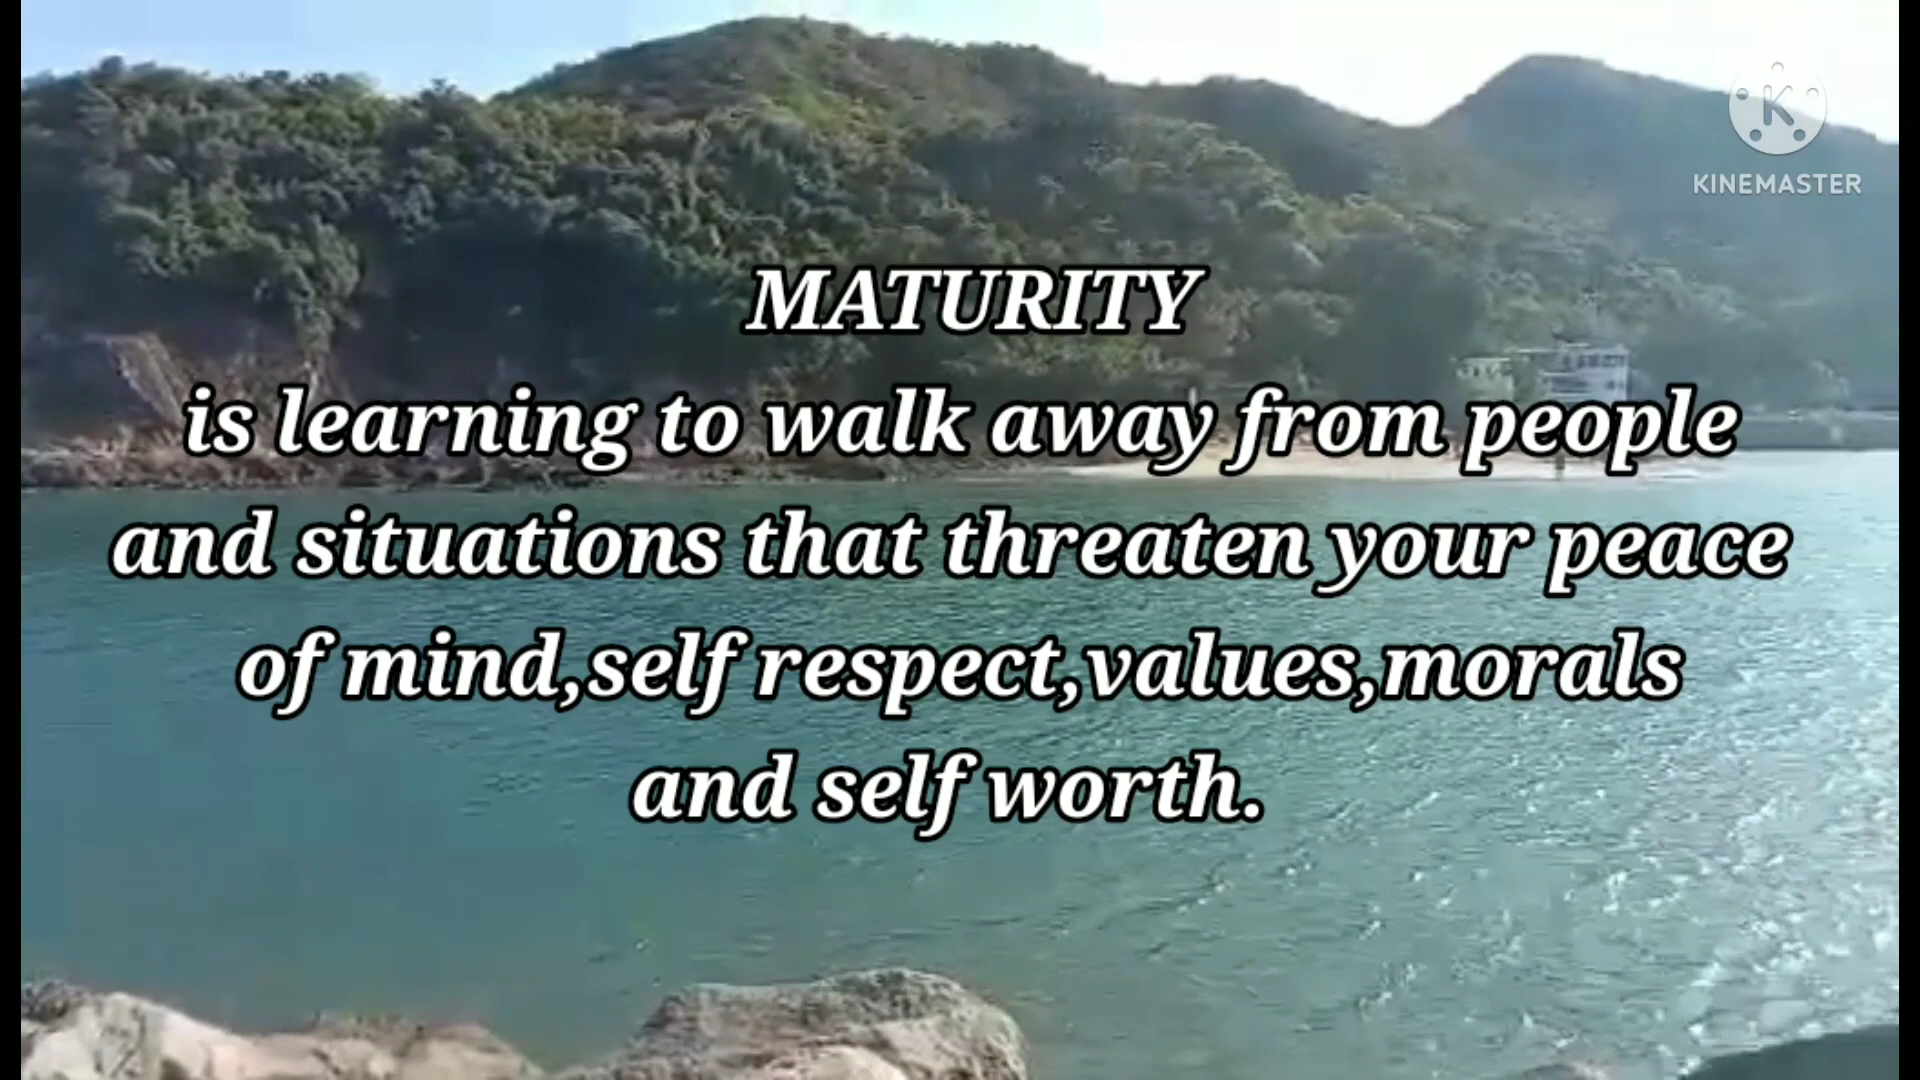 K
KINEMASTER
MATURITY
is learning to walk away from people
and situations that threaten your peace
of mind,self respect,values,morals
and self worth.